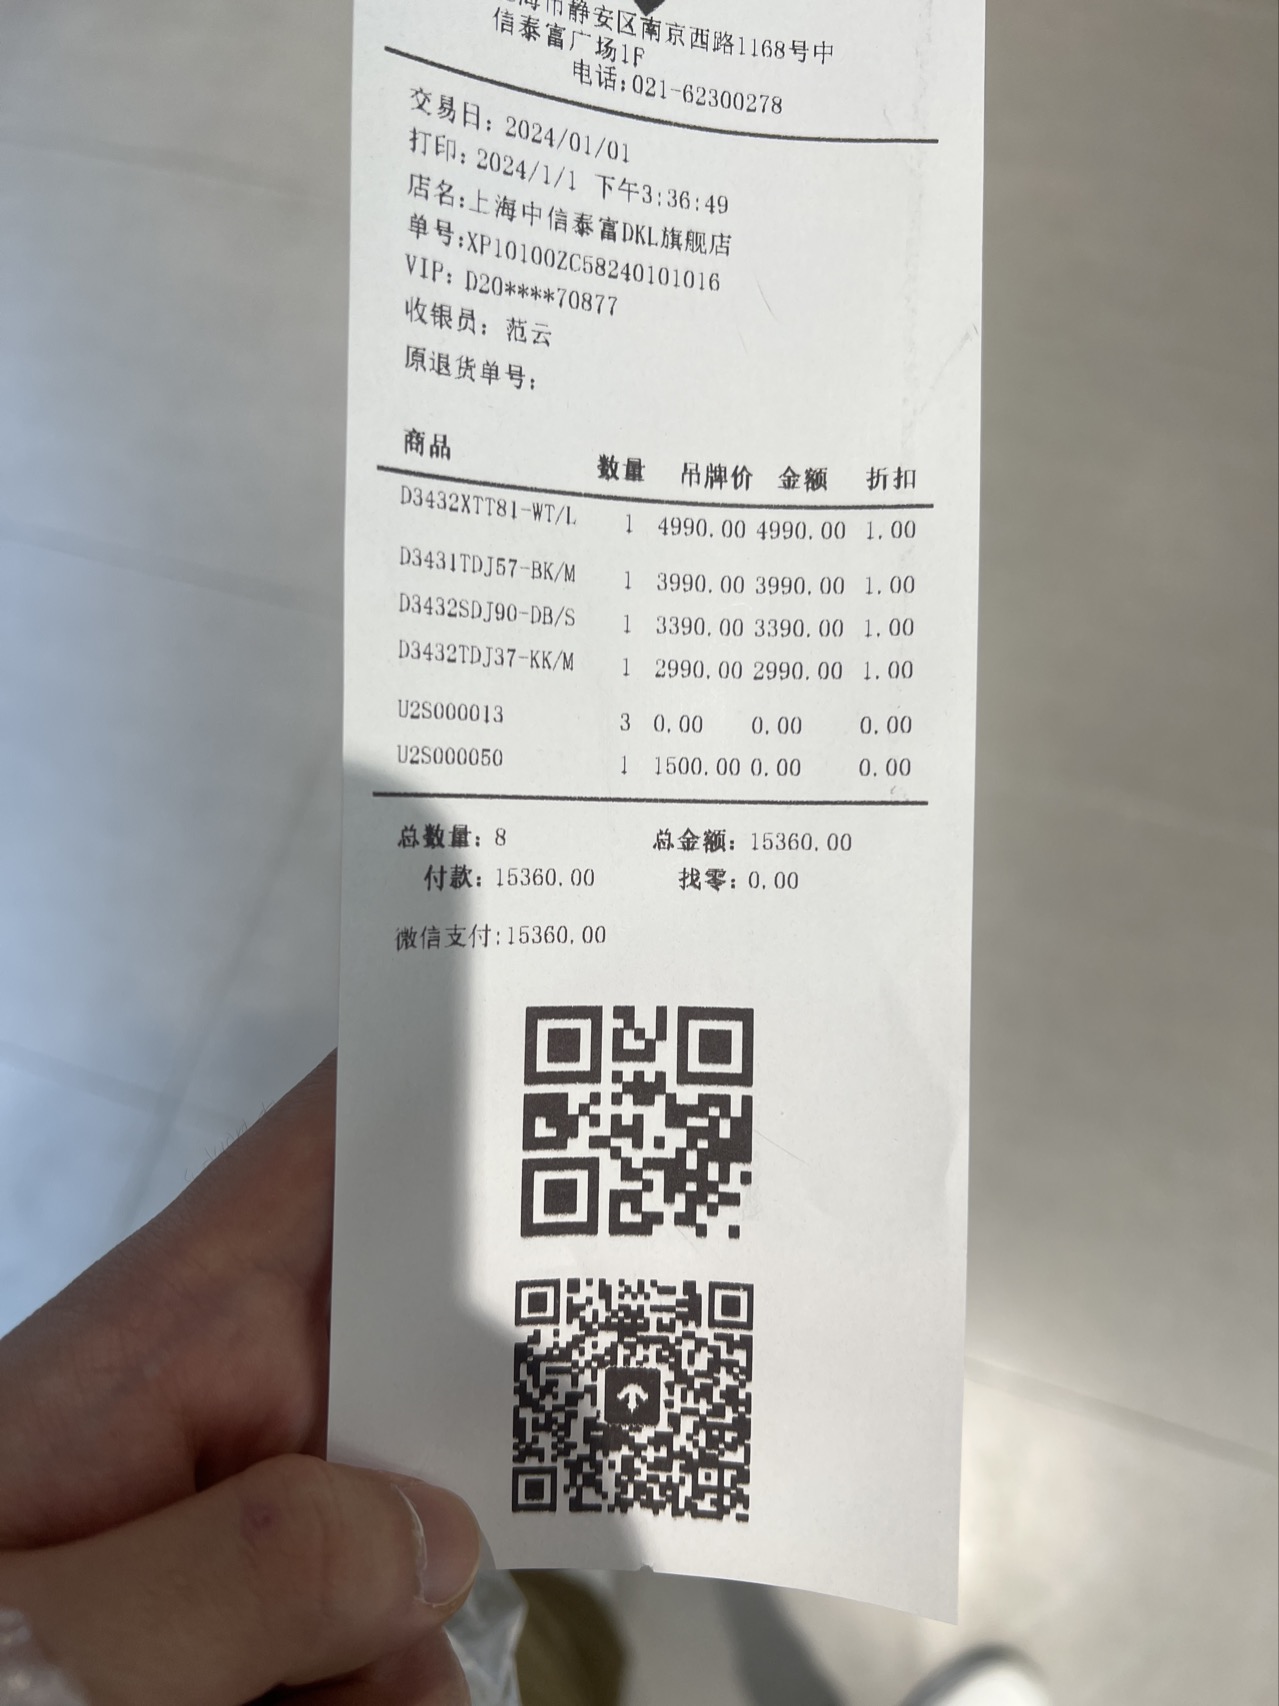 海市静安区南京西路1168号中
信泰富广场1F
电话:021-62300278
交易日: 2024/01/01
打印: 2024/1/1 下午3:36:49
店名:上海中信泰富DKL旗舰店
单号:XP10100ZC58240101016
VIP: D20****70877
收银员: 范云
原退货单号:
商品 数量 吊牌价 金额 折扣
D3432XTT81-WT/L 1 4990.00 4990.00 1.00
D3431TDJ57-BK/M 1 3990.00 3990.00 1.00
D3432SDJ90-DB/S 1 3390.00 3390.00 1.00
D3432TDJ37-KK/M 1 2990.00 2990.00 1.00
U2S000013 3 0.00 0.00 0.00
U2S000050 1 1500.00 0.00 0.00
总数量: 8 总金额: 15360.00
付款: 15360.00 找零: 0.00
微信支付:15360.00